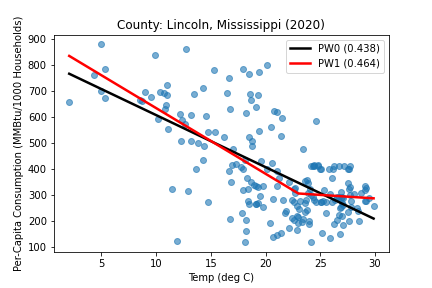 County: Lincoln, Mississippi (2020)
Per-Capita Consumption (MMBtu/1000 Households)
900
800
700
600
500
400
300
200
100
PW0 (0.438)
PW1 (0.464)
5 10 15 20 25 30
Temp (deg C)